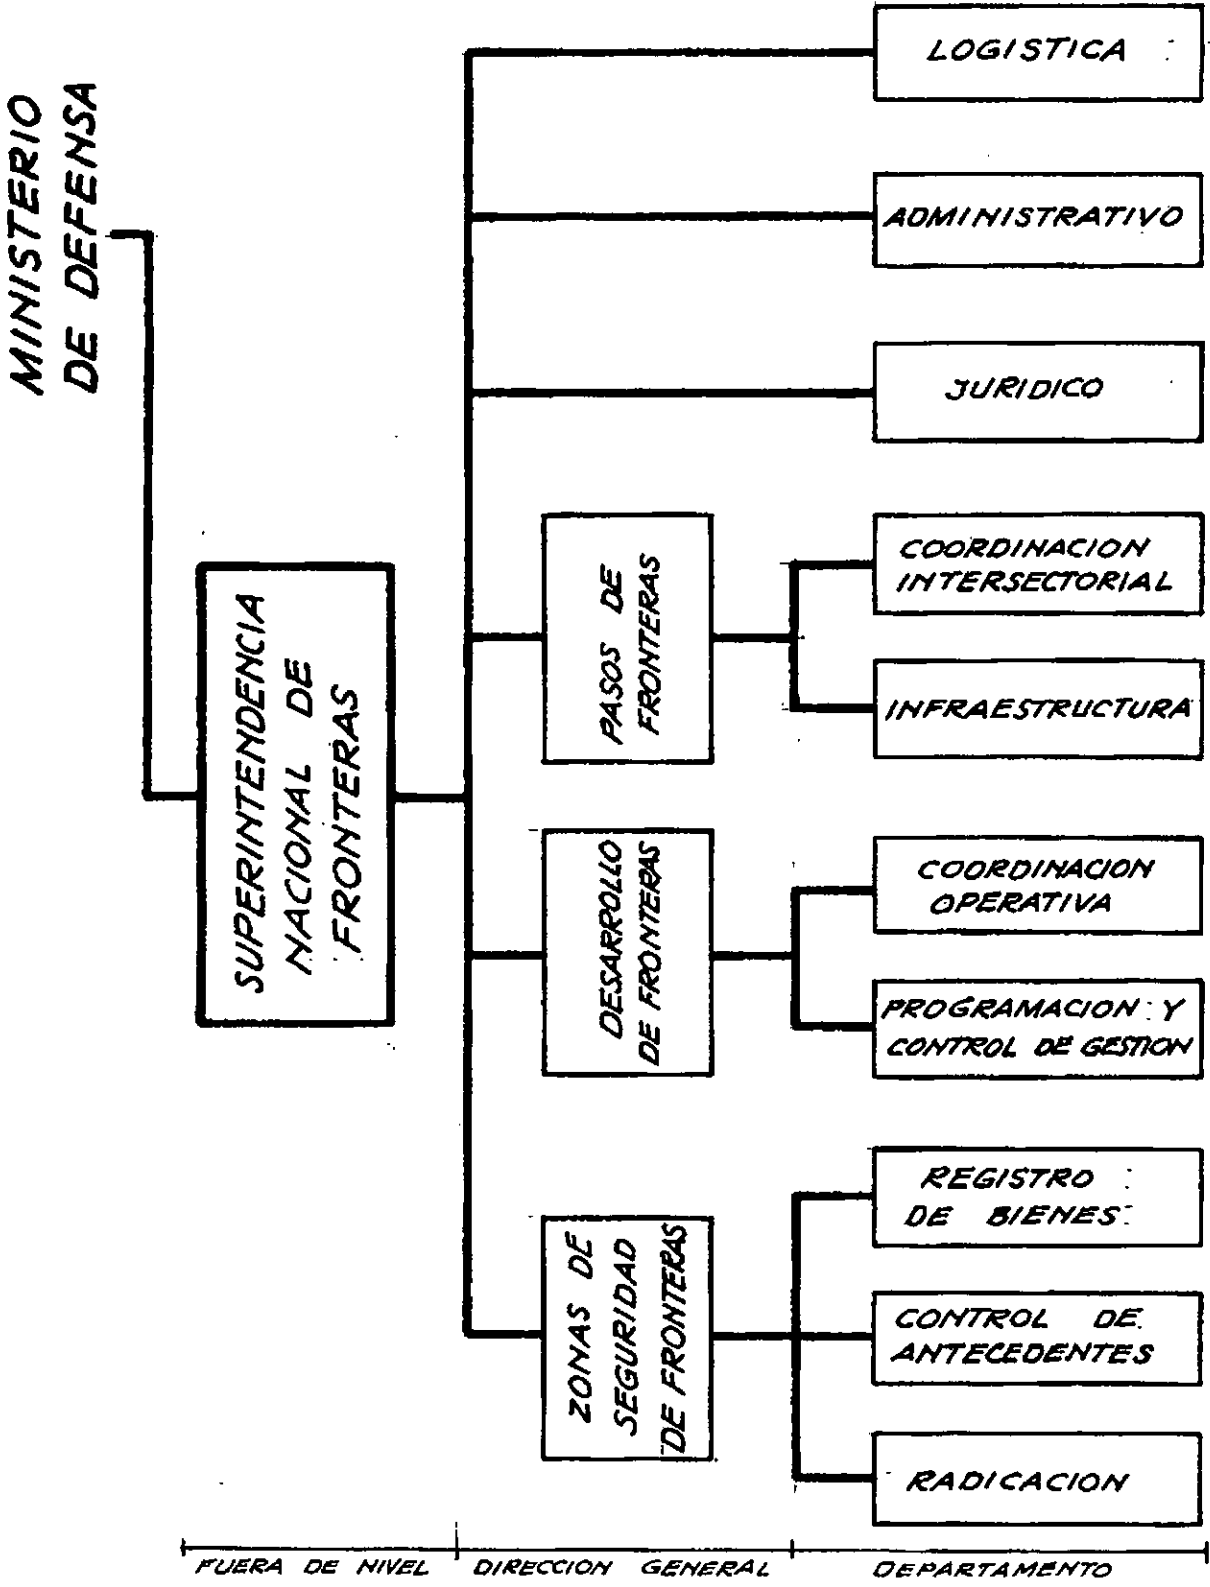 MINISTERIO
DE DEFENSA
SUPERINTENDENCIA
NACIONAL DE
FRONTERAS
ZONAS DE
SEGURIDAD
DE FRONTERAS
DESARROLLO
DE FRONTERAS
PASOS DE
FRONTERAS
LOGISTICA
ADMINISTRATIVO
JURIDICO
COORDINACION
INTERSECTORIAL
INFRAESTRUCTURA
COORDINACION
OPERATIVA
PROGRAMACION Y
CONTROL DE GESTION
REGISTRO
DE BIENES
CONTROL DE
ANTECEDENTES
RADICACION
FUERA DE NIVEL
DIRECCION GENERAL
DEPARTAMENTO